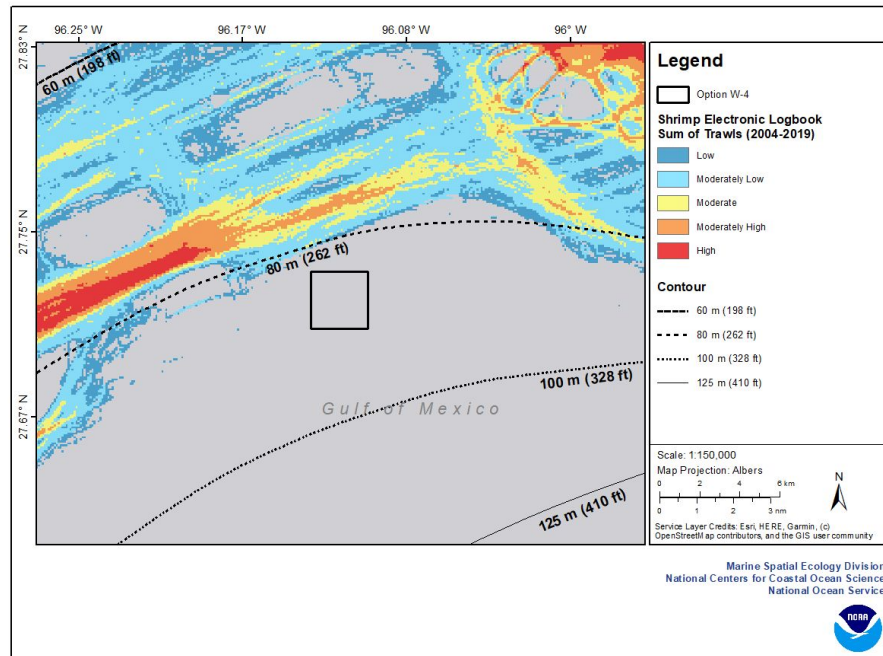 96.25° W 96.17° W 96.08° W 96° W
27.83° N
27.75° N
27.67° N
60 m (198 ft)
80 m (262 ft)
100 m (328 ft)
Gulf of Mexico
125 m (410 ft)
Legend
Option W-4
Shrimp Electronic Logbook
Sum of Trawls (2004-2019)
Low
Moderately Low
Moderate
Moderately High
High
Contour
60 m (198 ft)
80 m (262 ft)
100 m (328 ft)
125 m (410 ft)
Scale: 1:150,000
Map Projection: Albers
0 2 4 6 km
0 1 2 3 nm
N
Service Layer Credits: Esri, HERE, Garmin, (c)
OpenStreetMap contributors, and the GIS user community
Marine Spatial Ecology Division
National Centers for Coastal Ocean Science
National Ocean Service
NOAA